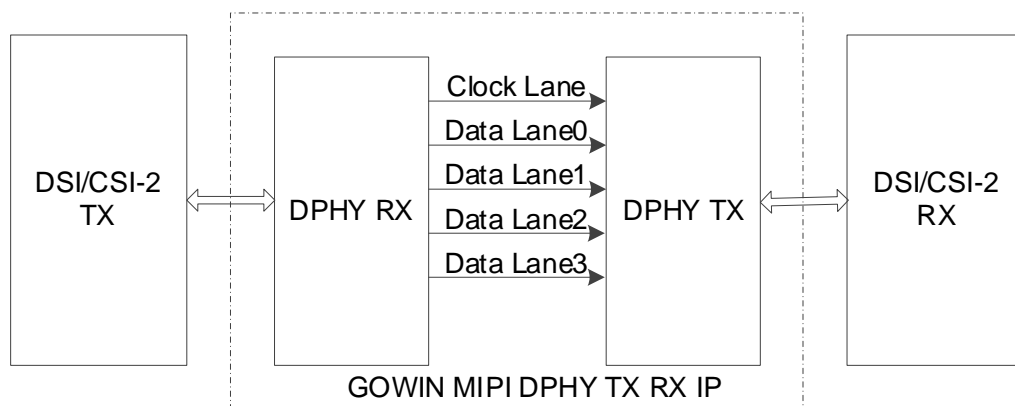 DSI/CSI-2
TX
DPHY RX
Clock Lane
Data Lane0
Data Lane1
Data Lane2
Data Lane3
DPHY TX
DSI/CSI-2
RX
GOWIN MIPI DPHY TX RX IP